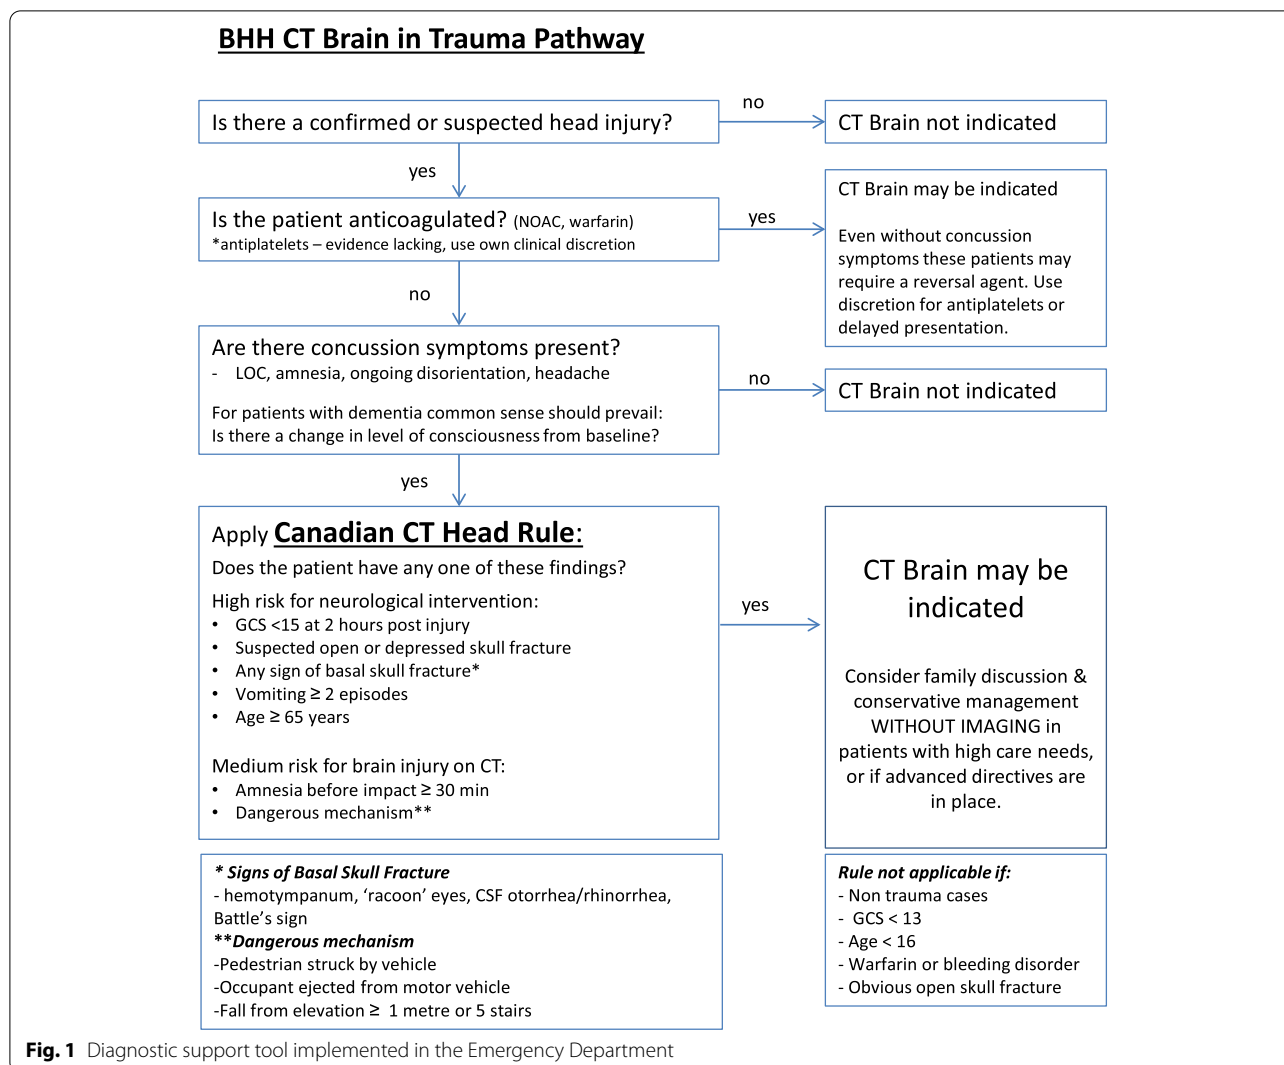 BHH CT Brain in Trauma Pathway
Is there a confirmed or suspected head injury?
no
CT Brain not indicated
yes
Is the patient anticoagulated? (NOAC, warfarin)
*antiplatelets – evidence lacking, use own clinical discretion
yes
CT Brain may be indicated
Even without concussion
symptoms these patients may
require a reversal agent. Use
discretion for antiplatelets or
delayed presentation.
no
Are there concussion symptoms present?
- LOC, amnesia, ongoing disorientation, headache
For patients with dementia common sense should prevail:
Is there a change in level of consciousness from baseline?
no
CT Brain not indicated
yes
Apply Canadian CT Head Rule:
Does the patient have any one of these findings?
High risk for neurological intervention:
• GCS <15 at 2 hours post injury
• Suspected open or depressed skull fracture
• Any sign of basal skull fracture*
• Vomiting ≥ 2 episodes
• Age ≥ 65 years
Medium risk for brain injury on CT:
• Amnesia before impact ≥ 30 min
• Dangerous mechanism**
yes
CT Brain may be
indicated
Consider family discussion &
conservative management
WITHOUT IMAGING in
patients with high care needs,
or if advanced directives are
in place.
* Signs of Basal Skull Fracture
- hemotympanum, ‘racoon’ eyes, CSF otorrhea/rhinorrhea,
Battle’s sign
**Dangerous mechanism
-Pedestrian struck by vehicle
-Occupant ejected from motor vehicle
-Fall from elevation ≥ 1 metre or 5 stairs
Rule not applicable if:
- Non trauma cases
- GCS < 13
- Age < 16
- Warfarin or bleeding disorder
- Obvious open skull fracture
Fig. 1 Diagnostic support tool implemented in the Emergency Department